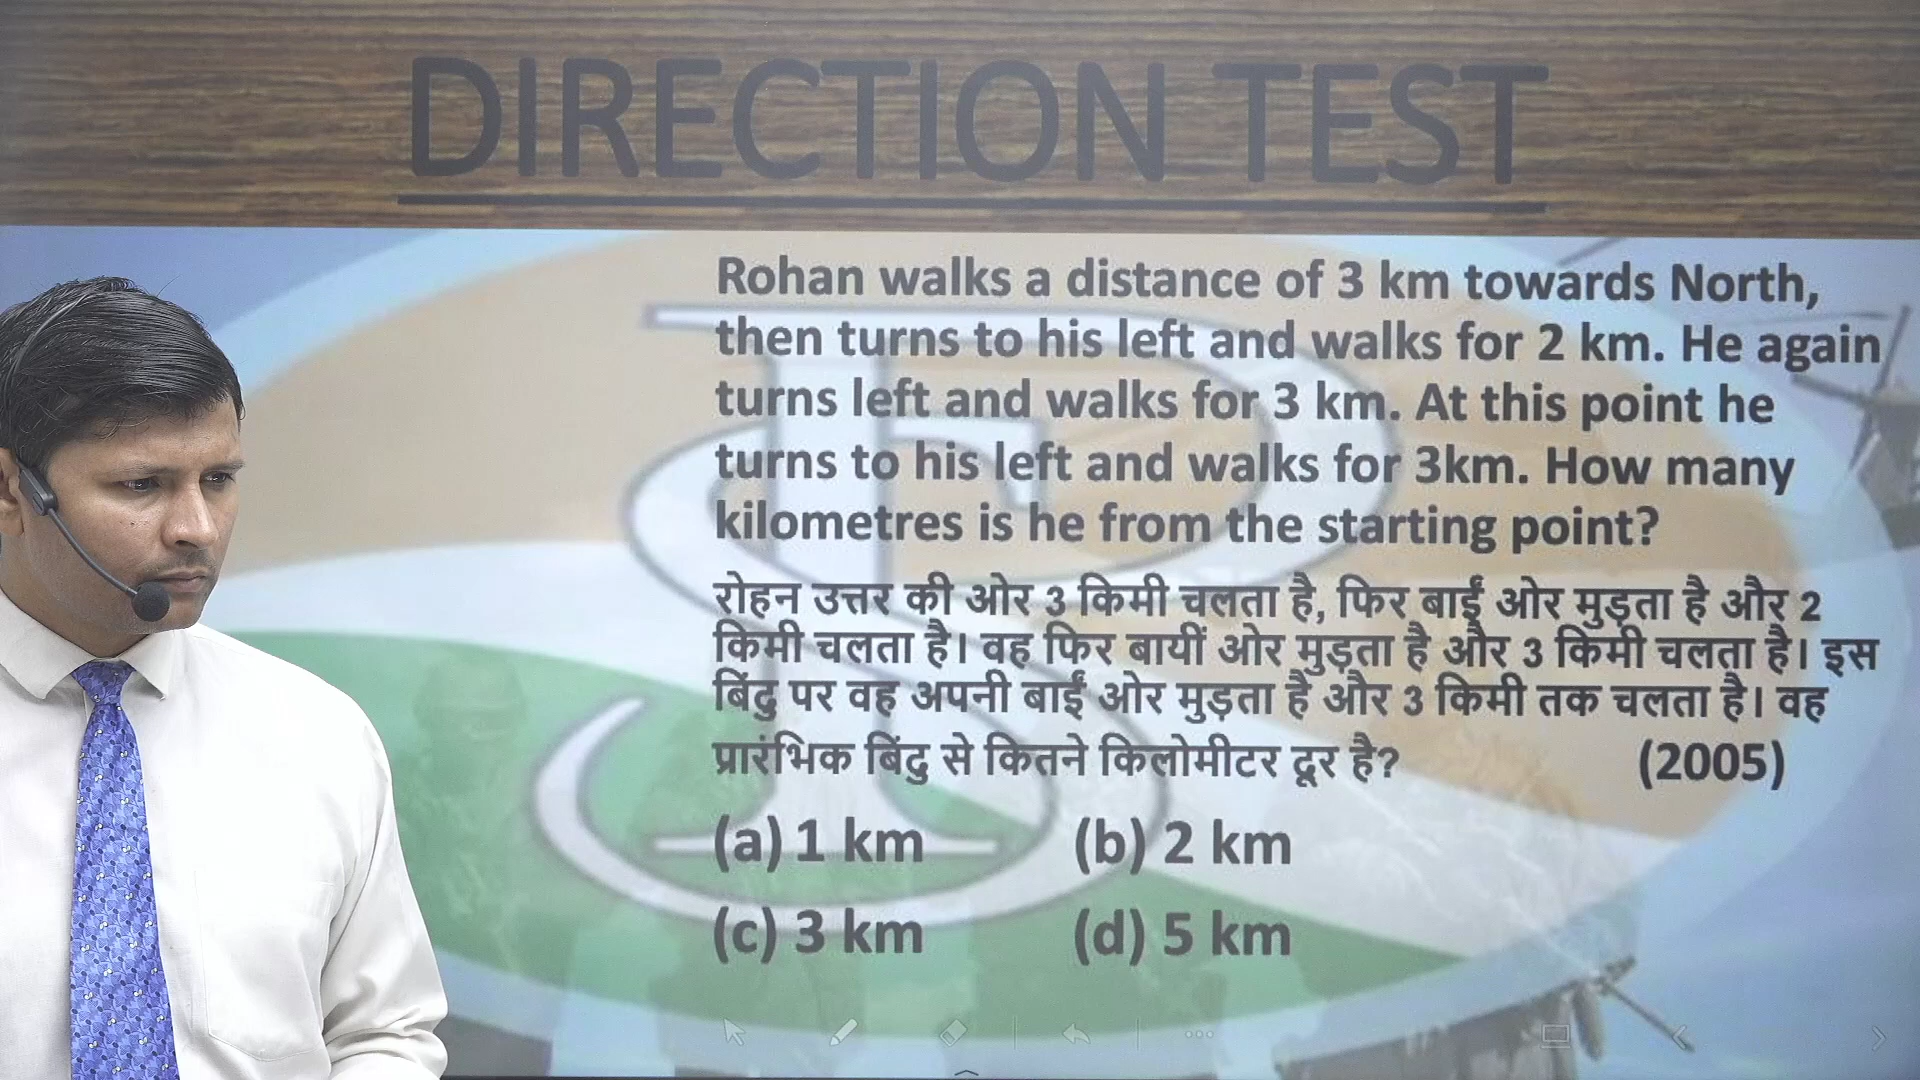 DIRECTION TEST
Rohan walks a distance of 3 km towards North,
then turns to his left and walks for 2 km. He again
turns left and walks for 3 km. At this point he
turns to his left and walks for 3km. How many
kilometres is he from the starting point?
रोहन उत्तर की ओर 3 किमी चलता है, फिर बाईं ओर मुड़ता है और 2
किमी चलता है। वह फिर बायीं ओर मुड़ता है और 3 किमी चलता है। इस
बिंदु पर वह अपनी बाईं ओर मुड़ता है और 3 किमी तक चलता है। वह
प्रारंभिक बिंदु से कितने किलोमीटर दूर है? (2005)
(a) 1 km (b) 2 km
(c) 3 km (d) 5 km